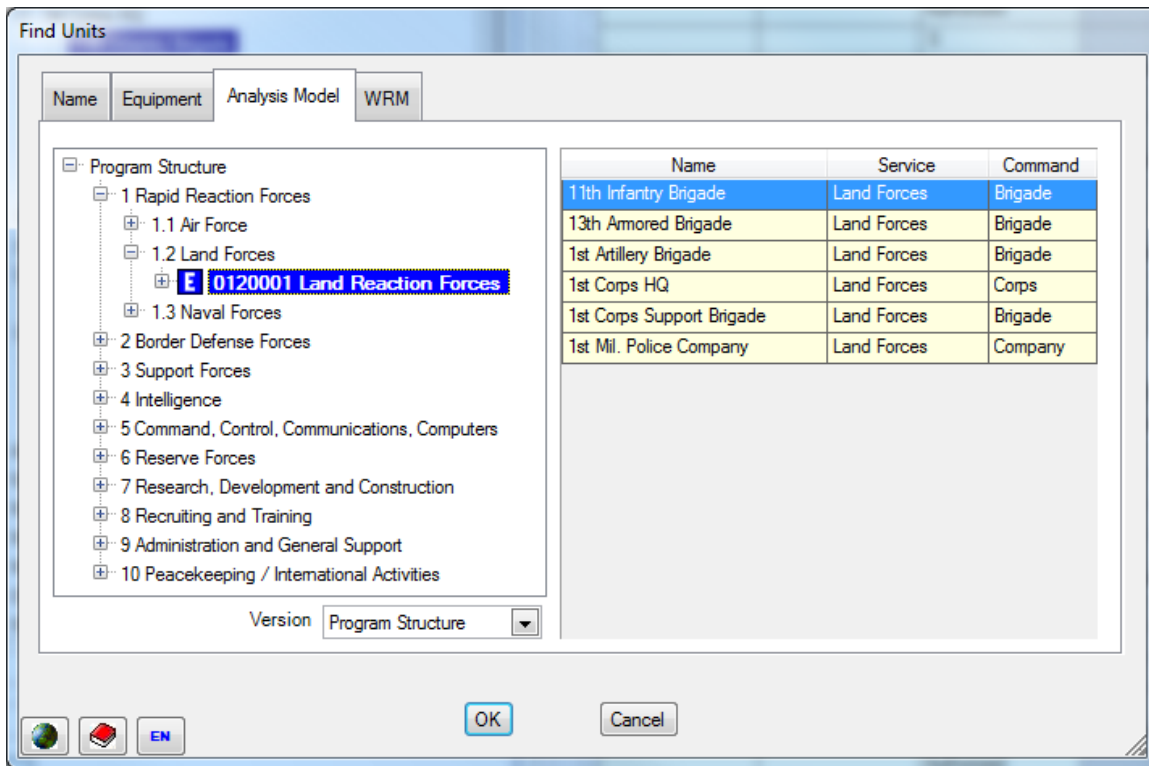 Find Units
Name Equipment Analysis Model WRM
Program Structure
1 Rapid Reaction Forces
1.1 Air Force
1.2 Land Forces
E 0120001 Land Reaction Forces
1.3 Naval Forces
2 Border Defense Forces
3 Support Forces
4 Intelligence
5 Command, Control, Communications, Computers
6 Reserve Forces
7 Research, Development and Construction
8 Recruiting and Training
9 Administration and General Support
10 Peacekeeping / International Activities
Version Program Structure
Name Service Command
11th Infantry Brigade Land Forces Brigade
13th Armored Brigade Land Forces Brigade
1st Artillery Brigade Land Forces Brigade
1st Corps HQ Land Forces Corps
1st Corps Support Brigade Land Forces Brigade
1st Mil. Police Company Land Forces Company
OK Cancel
EN